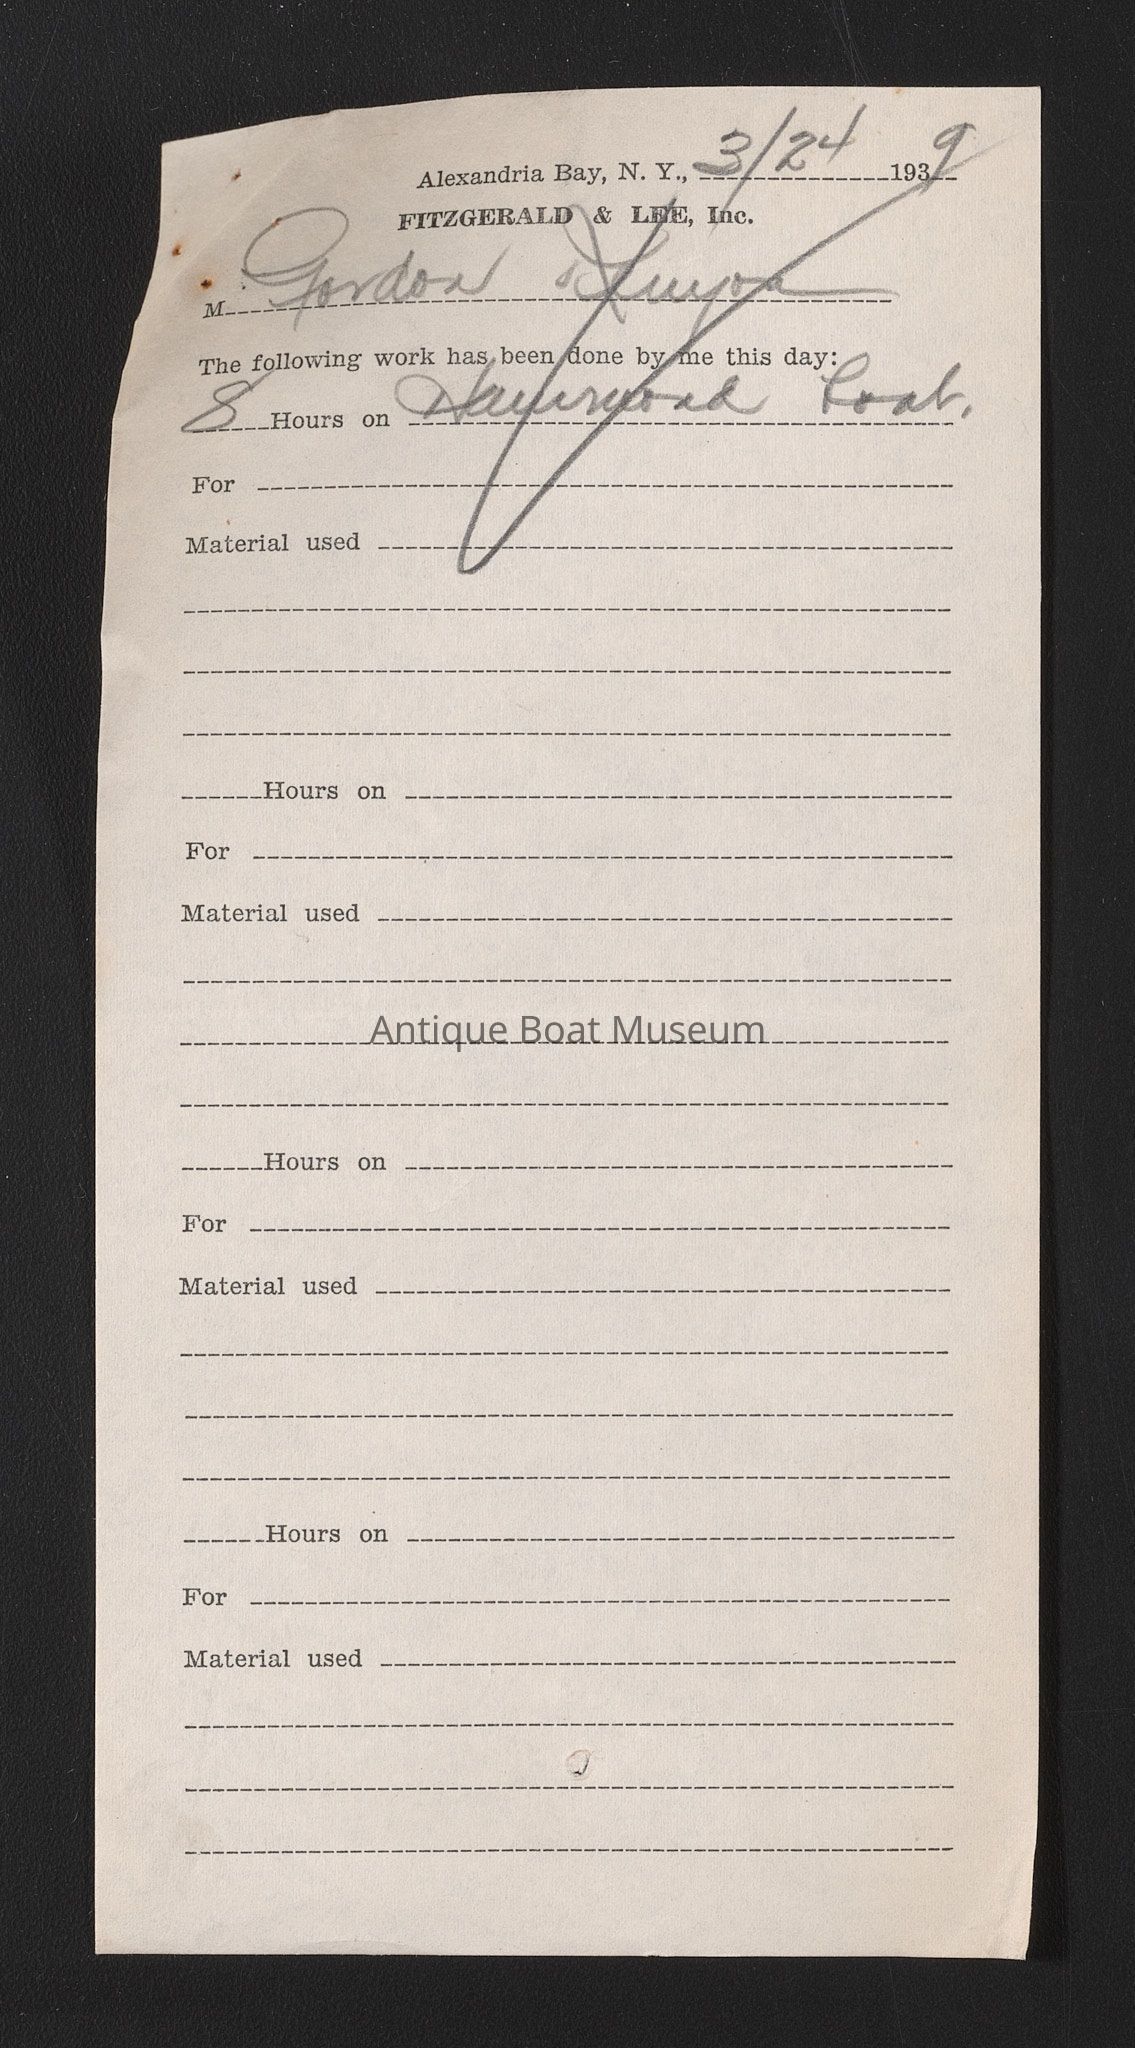 Alexandria Bay, N. Y., 3/24 1939
FITZGERALD & LEE, Inc.
M Gordon Kenyon
The following work has been done by me this day:
8 Hours on Hammond boat.
For
Material used
Hours on
For
Material used
Antique Boat Museum
Hours on
For
Material used
Hours on
For
Material used